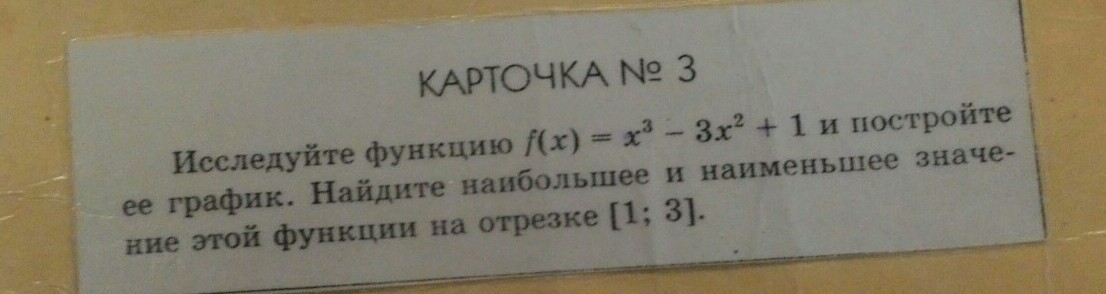 КАРТОЧКА № 3
Исследуйте функцию f(x) = x³ − 3x² + 1 и постройте
ее график. Найдите наибольшее и наименьшее значе-
ние этой функции на отрезке [1; 3].